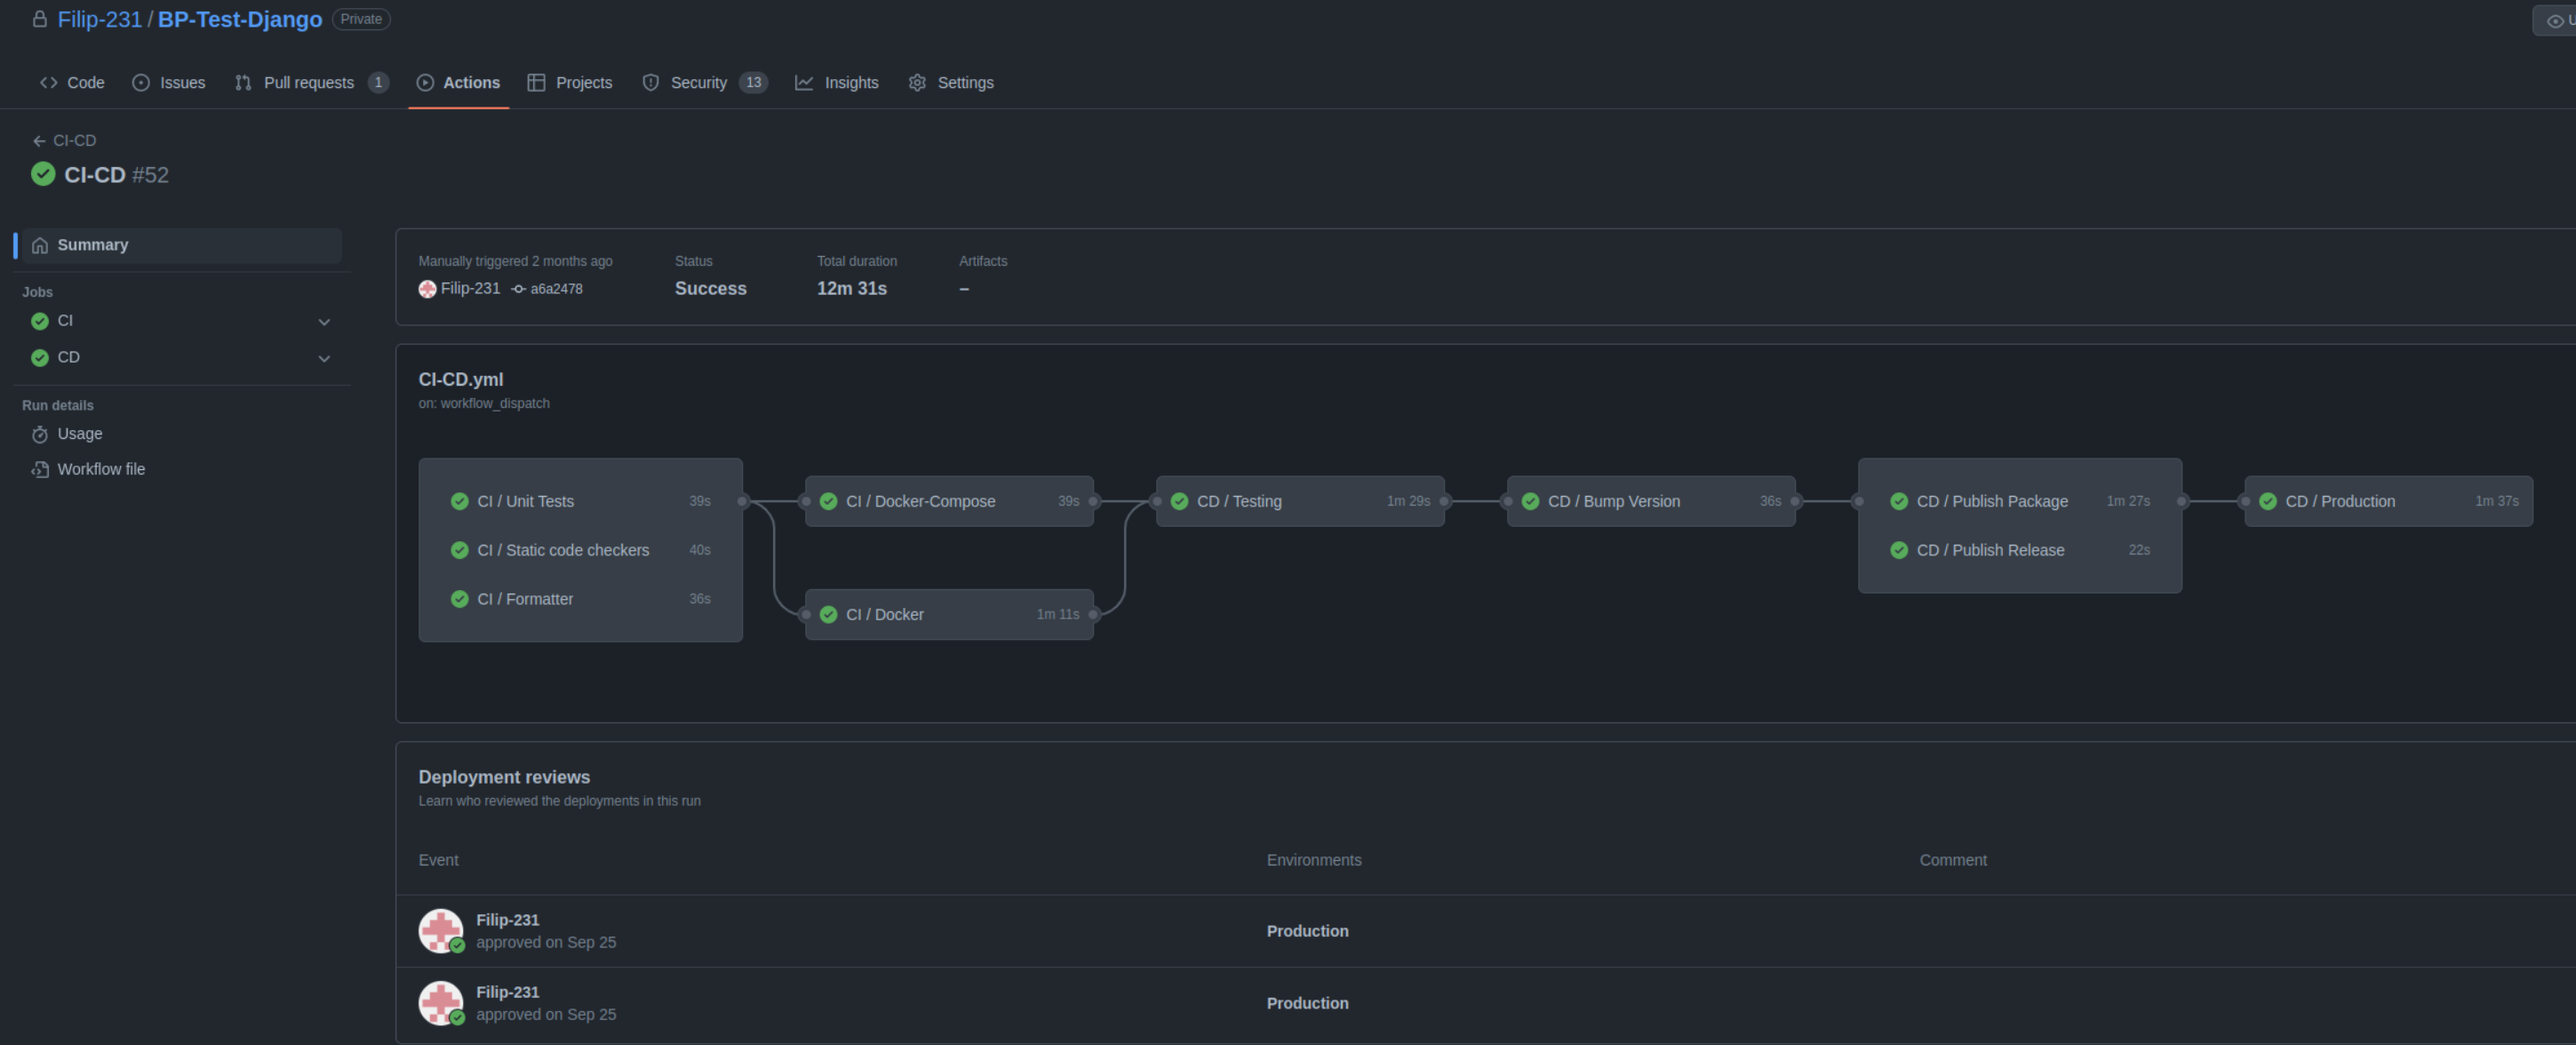 Filip-231 / BP-Test-Django Private
U
Code Issues Pull requests 1 Actions Projects Security 13 Insights Settings
CI-CD
CI-CD #52
Summary
Jobs
CI
CD
Run details
Usage
Workflow file
Manually triggered 2 months ago Status Total duration Artifacts
Filip-231 a6a2478 Success 12m 31s –
CI-CD.yml
on: workflow_dispatch
CI / Unit Tests 39s
CI / Static code checkers 40s
CI / Formatter 36s
CI / Docker-Compose 39s
CI / Docker 1m 11s
CD / Testing 1m 29s
CD / Bump Version 36s
CD / Publish Package 1m 27s
CD / Publish Release 22s
CD / Production 1m 37s
Deployment reviews
Learn who reviewed the deployments in this run
Event Environments Comment
Filip-231
approved on Sep 25
Production
Filip-231
approved on Sep 25
Production